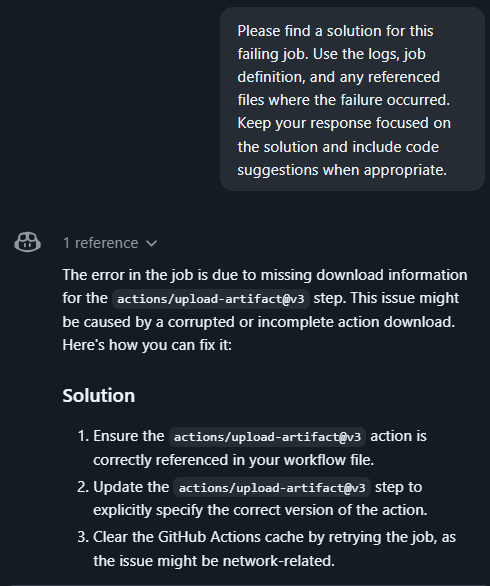 Please find a solution for this
failing job. Use the logs, job
definition, and any referenced
files where the failure occurred.
Keep your response focused on
the solution and include code
suggestions when appropriate.
1 reference
The error in the job is due to missing download information
for the actions/upload-artifact@v3 step. This issue might
be caused by a corrupted or incomplete action download.
Here's how you can fix it:
Solution
1. Ensure the actions/upload-artifact@v3 action is
correctly referenced in your workflow file.
2. Update the actions/upload-artifact@v3 step to
explicitly specify the correct version of the action.
3. Clear the GitHub Actions cache by retrying the job, as
the issue might be network-related.